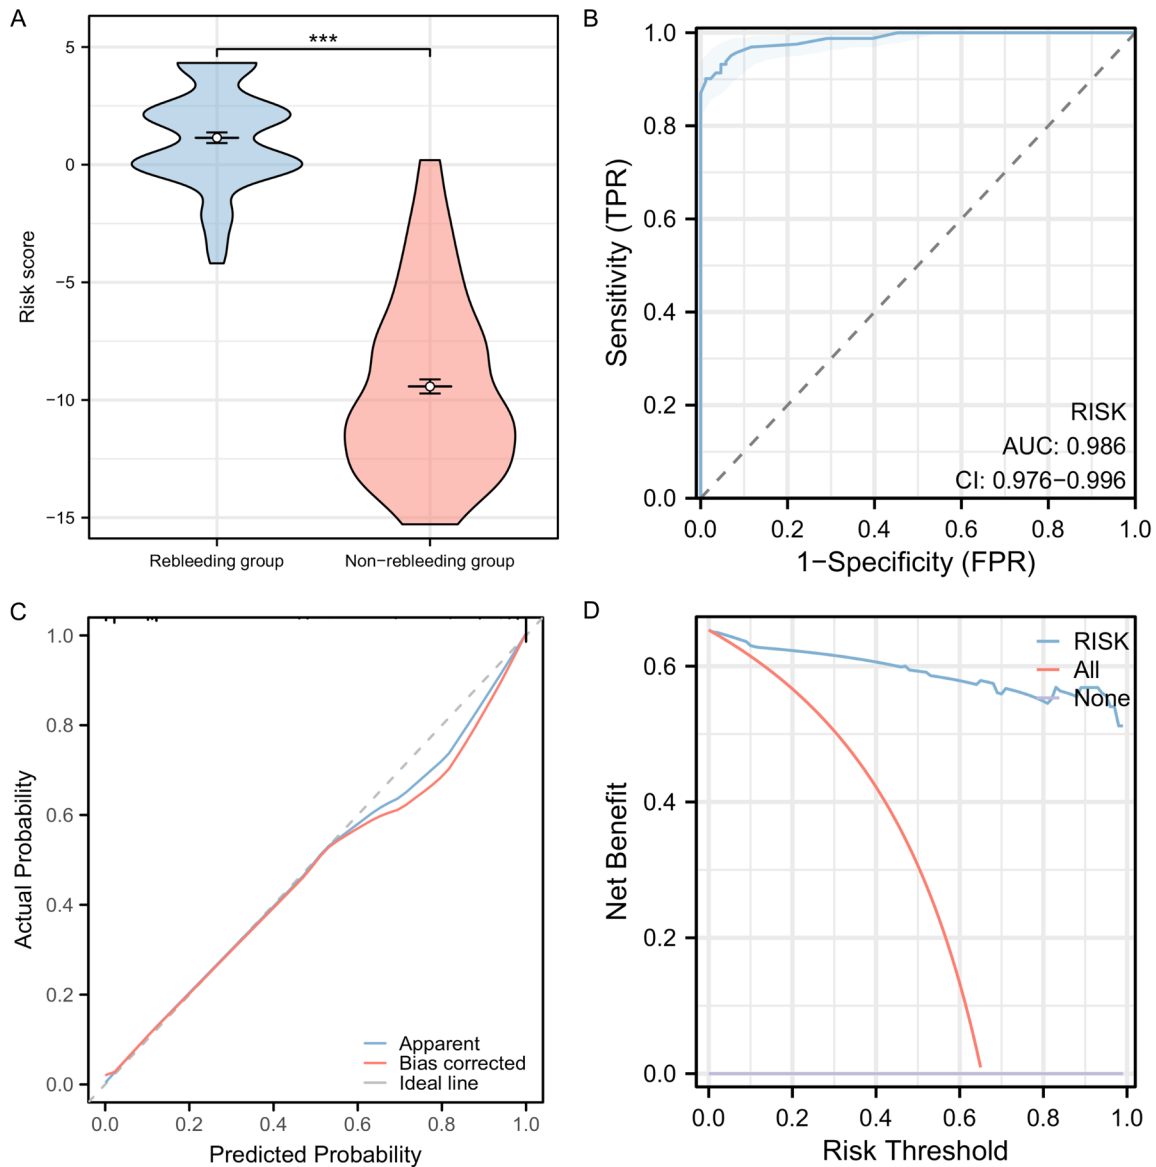 A
***
Risk score
5
0
−5
−10
−15
Rebleeding group
Non−rebleeding group
B
Sensitivity (TPR)
1.0
0.8
0.6
0.4
0.2
0.0
RISK
AUC: 0.986
CI: 0.976−0.996
0.0 0.2 0.4 0.6 0.8 1.0
1−Specificity (FPR)
C
Actual Probability
1.0
0.8
0.6
0.4
0.2
0.0
Apparent
Bias corrected
Ideal line
0.0 0.2 0.4 0.6 0.8 1.0
Predicted Probability
D
Net Benefit
0.6
0.4
0.2
0.0
RISK
All
None
0.0 0.2 0.4 0.6 0.8 1.0
Risk Threshold